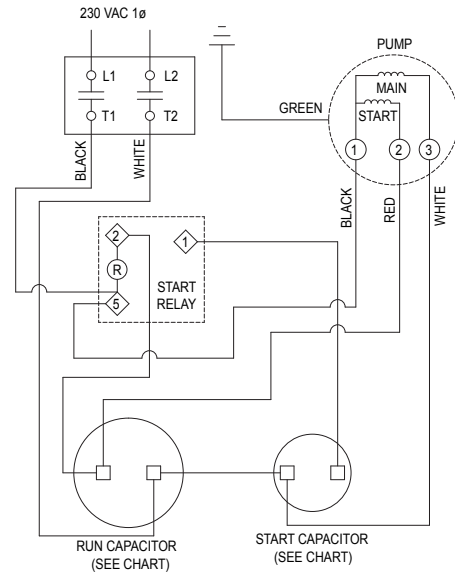 230 VAC 1ø
L1
L2
T1
T2
BLACK
WHITE
GREEN
PUMP
MAIN
START
1
2
3
BLACK
RED
WHITE
2
1
R
START
RELAY
5
RUN CAPACITOR
(SEE CHART)
START CAPACITOR
(SEE CHART)